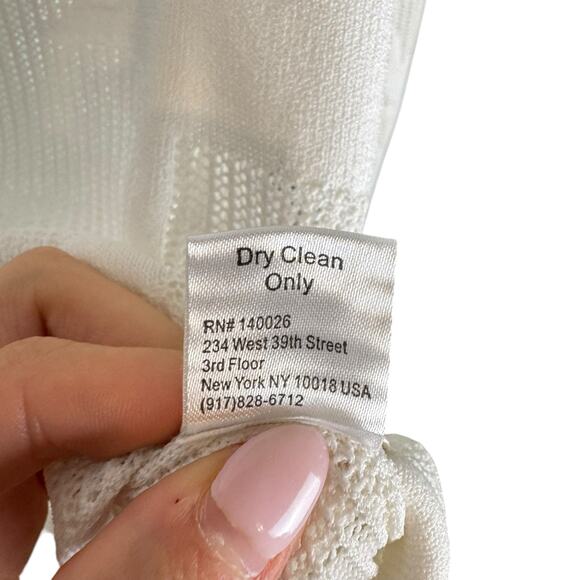 Dry Clean
Only
RN# 140026
234 West 39th Street
3rd Floor
New York NY 10018 USA
(917)828-6712